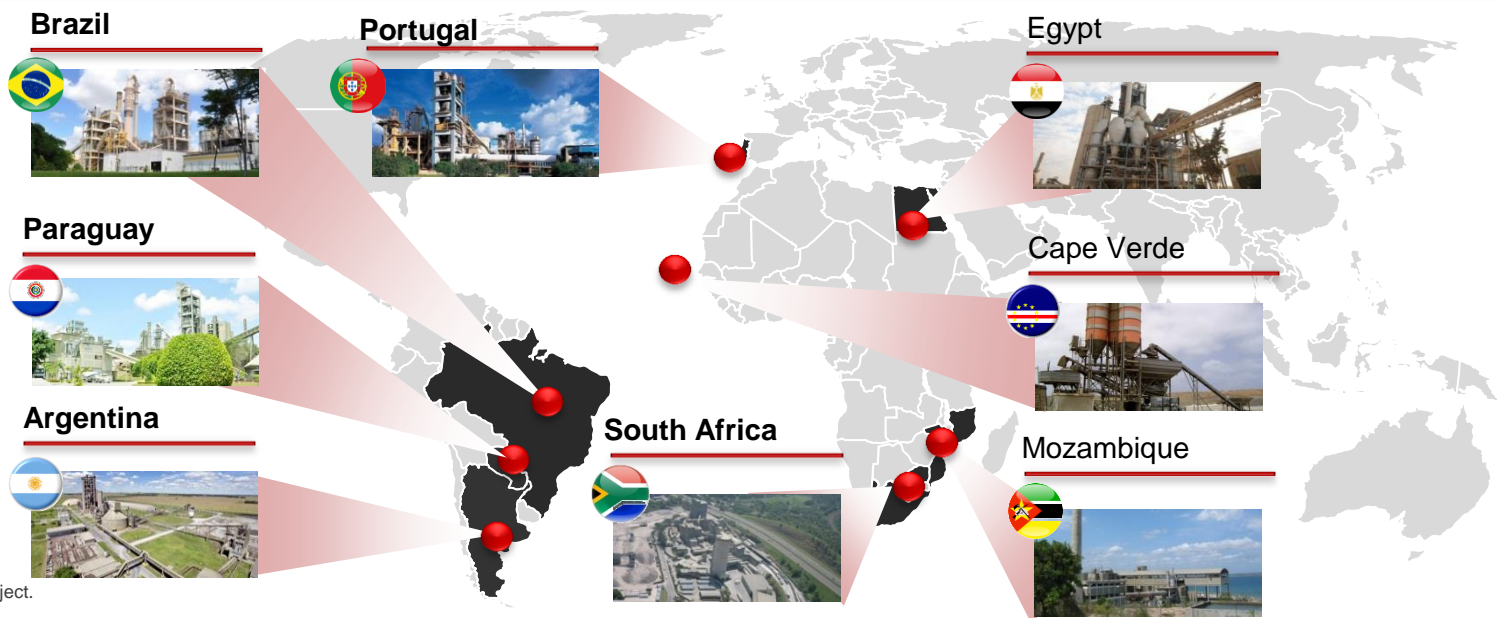 Brazil
Portugal
Egypt
Paraguay
Cape Verde
Argentina
South Africa
Mozambique
ject.